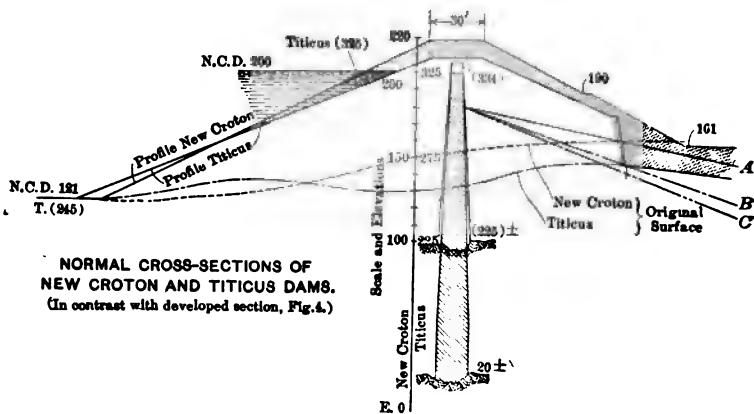 30'
220
Titicus (325)
N.C.D. 200
325
(324)
200
190
161
Profile New Croton
Profile Titicus
150
275
A
N.C.D. 121
T. (245)
New Croton
Titicus
Original
Surface
B
C
Scale and Elevations
(225)±
100
NORMAL CROSS-SECTIONS OF
NEW CROTON AND TITICUS DAMS.
(In contrast with developed section, Fig.4.)
New Croton
Titicus
20±
E. 0